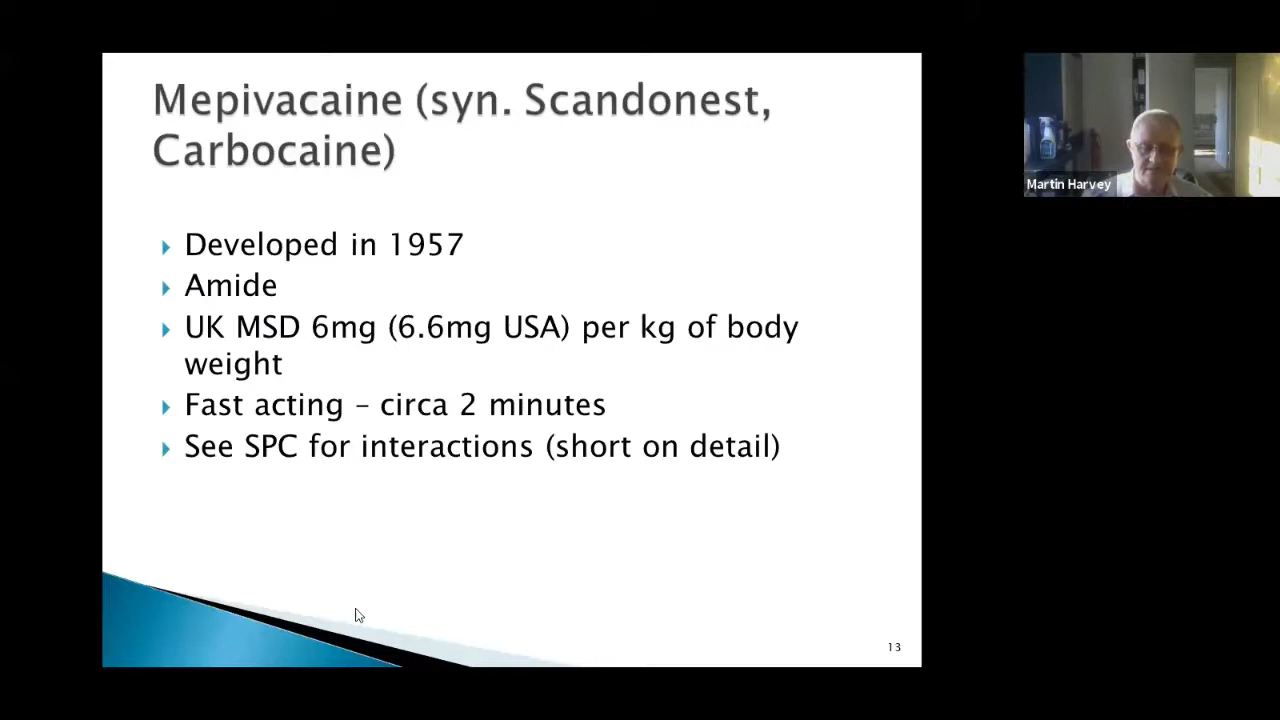 Mepivacaine (syn. Scandonest,
Carbocaine)
Developed in 1957
Amide
UK MSD 6mg (6.6mg USA) per kg of body
weight
Fast acting – circa 2 minutes
See SPC for interactions (short on detail)
13
Martin Harvey